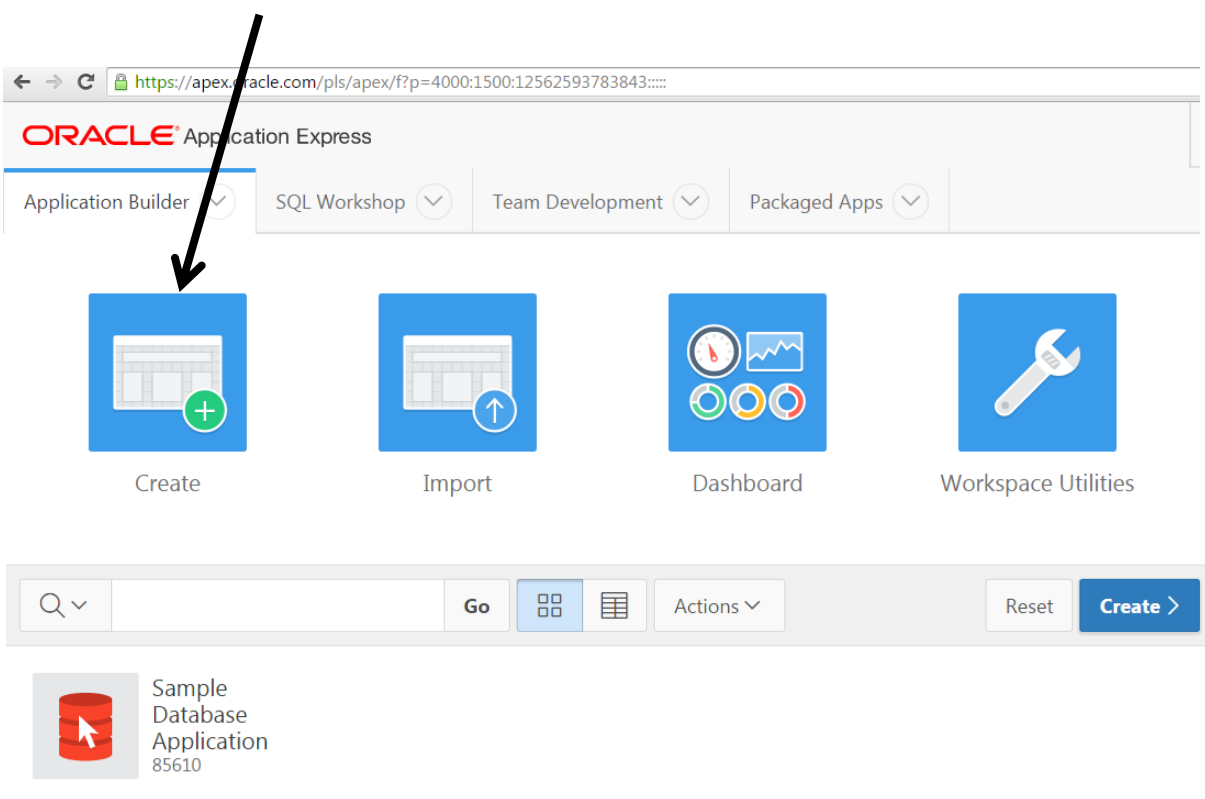 https://apex.oracle.com/pls/apex/f?p=4000:1500:12562593783843:::::
ORACLE Application Express
Application Builder SQL Workshop Team Development Packaged Apps
Create Import Dashboard Workspace Utilities
Go Actions Reset Create
Sample
Database
Application
85610